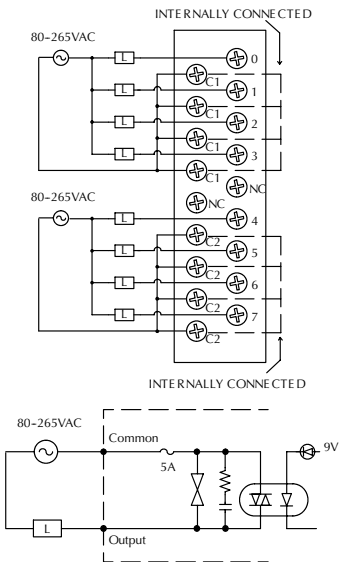 INTERNALLY CONNECTED
80-265VAC
L
0
C1
L
1
C1
L
2
C1
L
3
C1
NC
NC
80-265VAC
L
4
C2
L
5
C2
L
6
C2
L
7
C2
INTERNALLY CONNECTED
80-265VAC
Common
5A
9V
L
Output